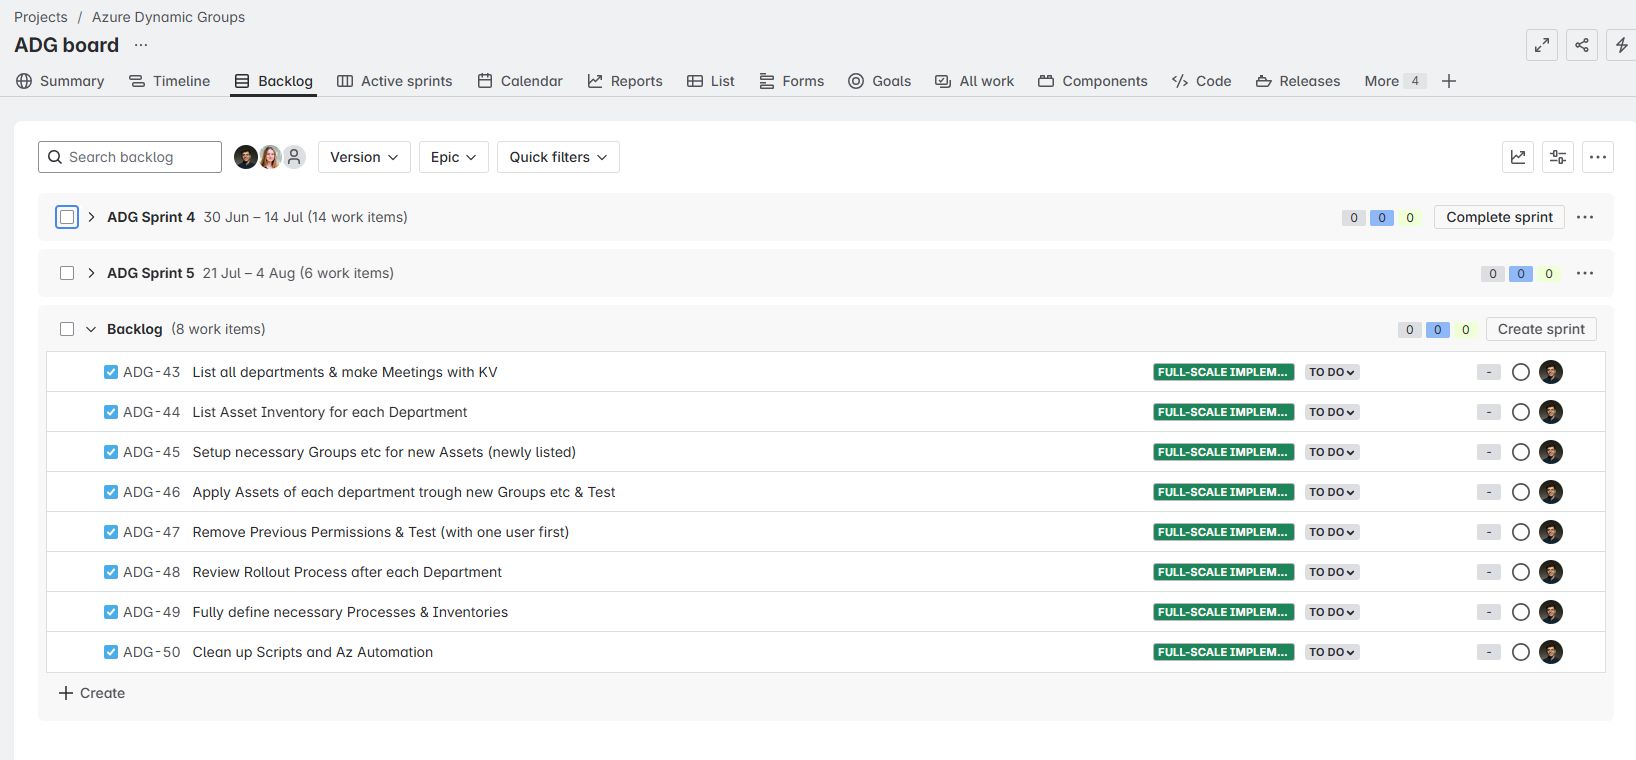 Projects / Azure Dynamic Groups
ADG board ...
Summary Timeline Backlog Active sprints Calendar Reports List Forms Goals All work Components Code Releases More 4
Search backlog Version Epic Quick filters
ADG Sprint 4 30 Jun – 14 Jul (14 work items) 0 0 0 Complete sprint
ADG Sprint 5 21 Jul – 4 Aug (6 work items) 0 0 0
Backlog (8 work items) 0 0 0 Create sprint
ADG-43 List all departments & make Meetings with KV FULL-SCALE IMPLEM... TO DO -
ADG-44 List Asset Inventory for each Department FULL-SCALE IMPLEM... TO DO -
ADG-45 Setup necessary Groups etc for new Assets (newly listed) FULL-SCALE IMPLEM... TO DO -
ADG-46 Apply Assets of each department trough new Groups etc & Test FULL-SCALE IMPLEM... TO DO -
ADG-47 Remove Previous Permissions & Test (with one user first) FULL-SCALE IMPLEM... TO DO -
ADG-48 Review Rollout Process after each Department FULL-SCALE IMPLEM... TO DO -
ADG-49 Fully define necessary Processes & Inventories FULL-SCALE IMPLEM... TO DO -
ADG-50 Clean up Scripts and Az Automation FULL-SCALE IMPLEM... TO DO -
Create